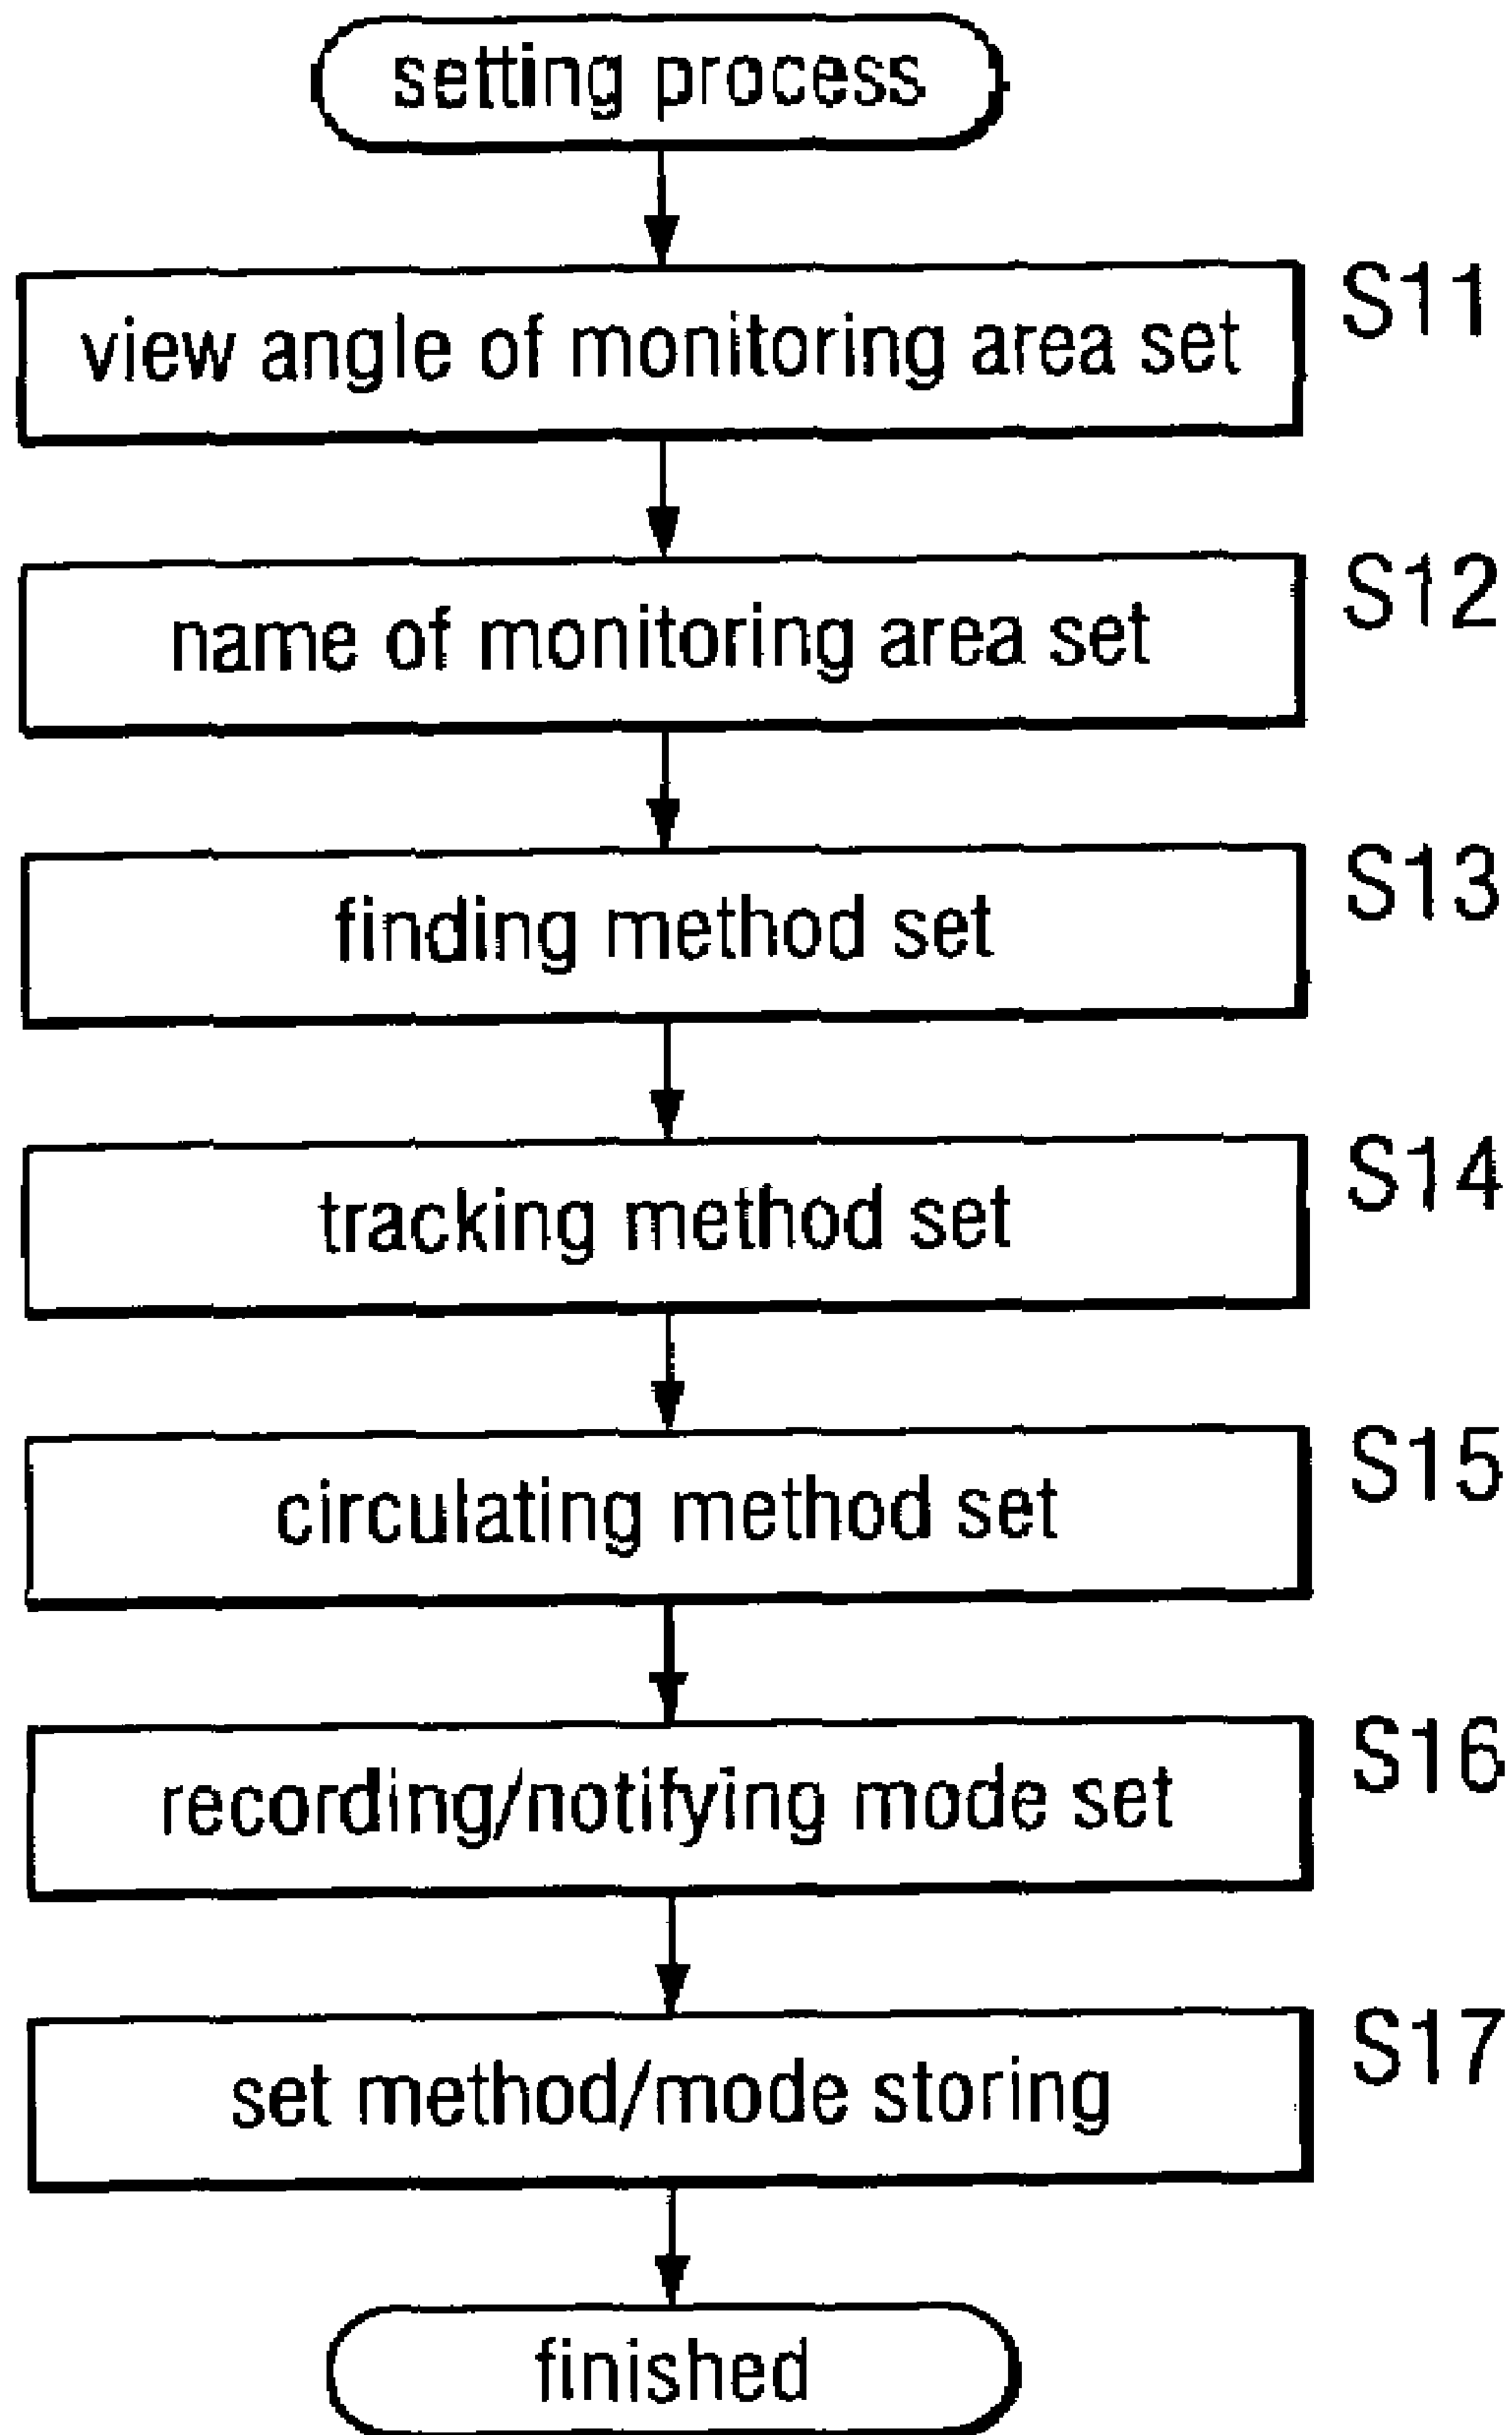 setting process
view angle of monitoring area set
S11
name of monitoring area set
S12
finding method set
S13
tracking method set
S14
circulating method set
S15
recording/notifying mode set
S16
set method/mode storing
S17
finished